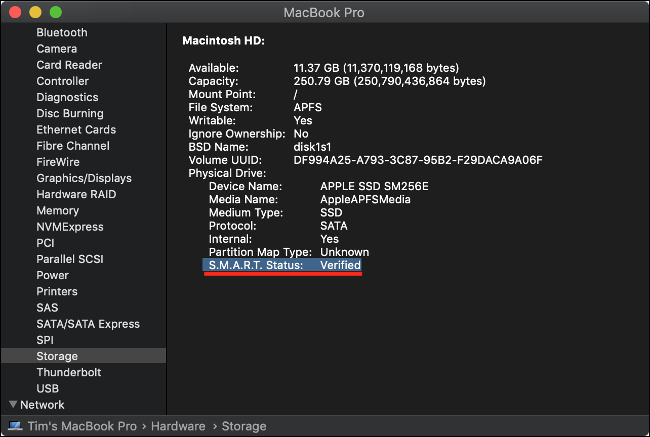 MacBook Pro
Bluetooth
Camera
Card Reader
Controller
Diagnostics
Disc Burning
Ethernet Cards
Fibre Channel
FireWire
Graphics/Displays
Hardware RAID
Memory
NVMExpress
PCI
Parallel SCSI
Power
Printers
SAS
SATA/SATA Express
SPI
Storage
Thunderbolt
USB
Network
Macintosh HD:
Available: 11.37 GB (11,370,119,168 bytes)
Capacity: 250.79 GB (250,790,436,864 bytes)
Mount Point: /
File System: APFS
Writable: Yes
Ignore Ownership: No
BSD Name: disk1s1
Volume UUID: DF994A25-A793-3C87-95B2-F29DACA9A06F
Physical Drive:
Device Name: APPLE SSD SM256E
Media Name: AppleAPFSMedia
Medium Type: SSD
Protocol: SATA
Internal: Yes
Partition Map Type: Unknown
S.M.A.R.T. Status: Verified
Tim's MacBook Pro › Hardware › Storage